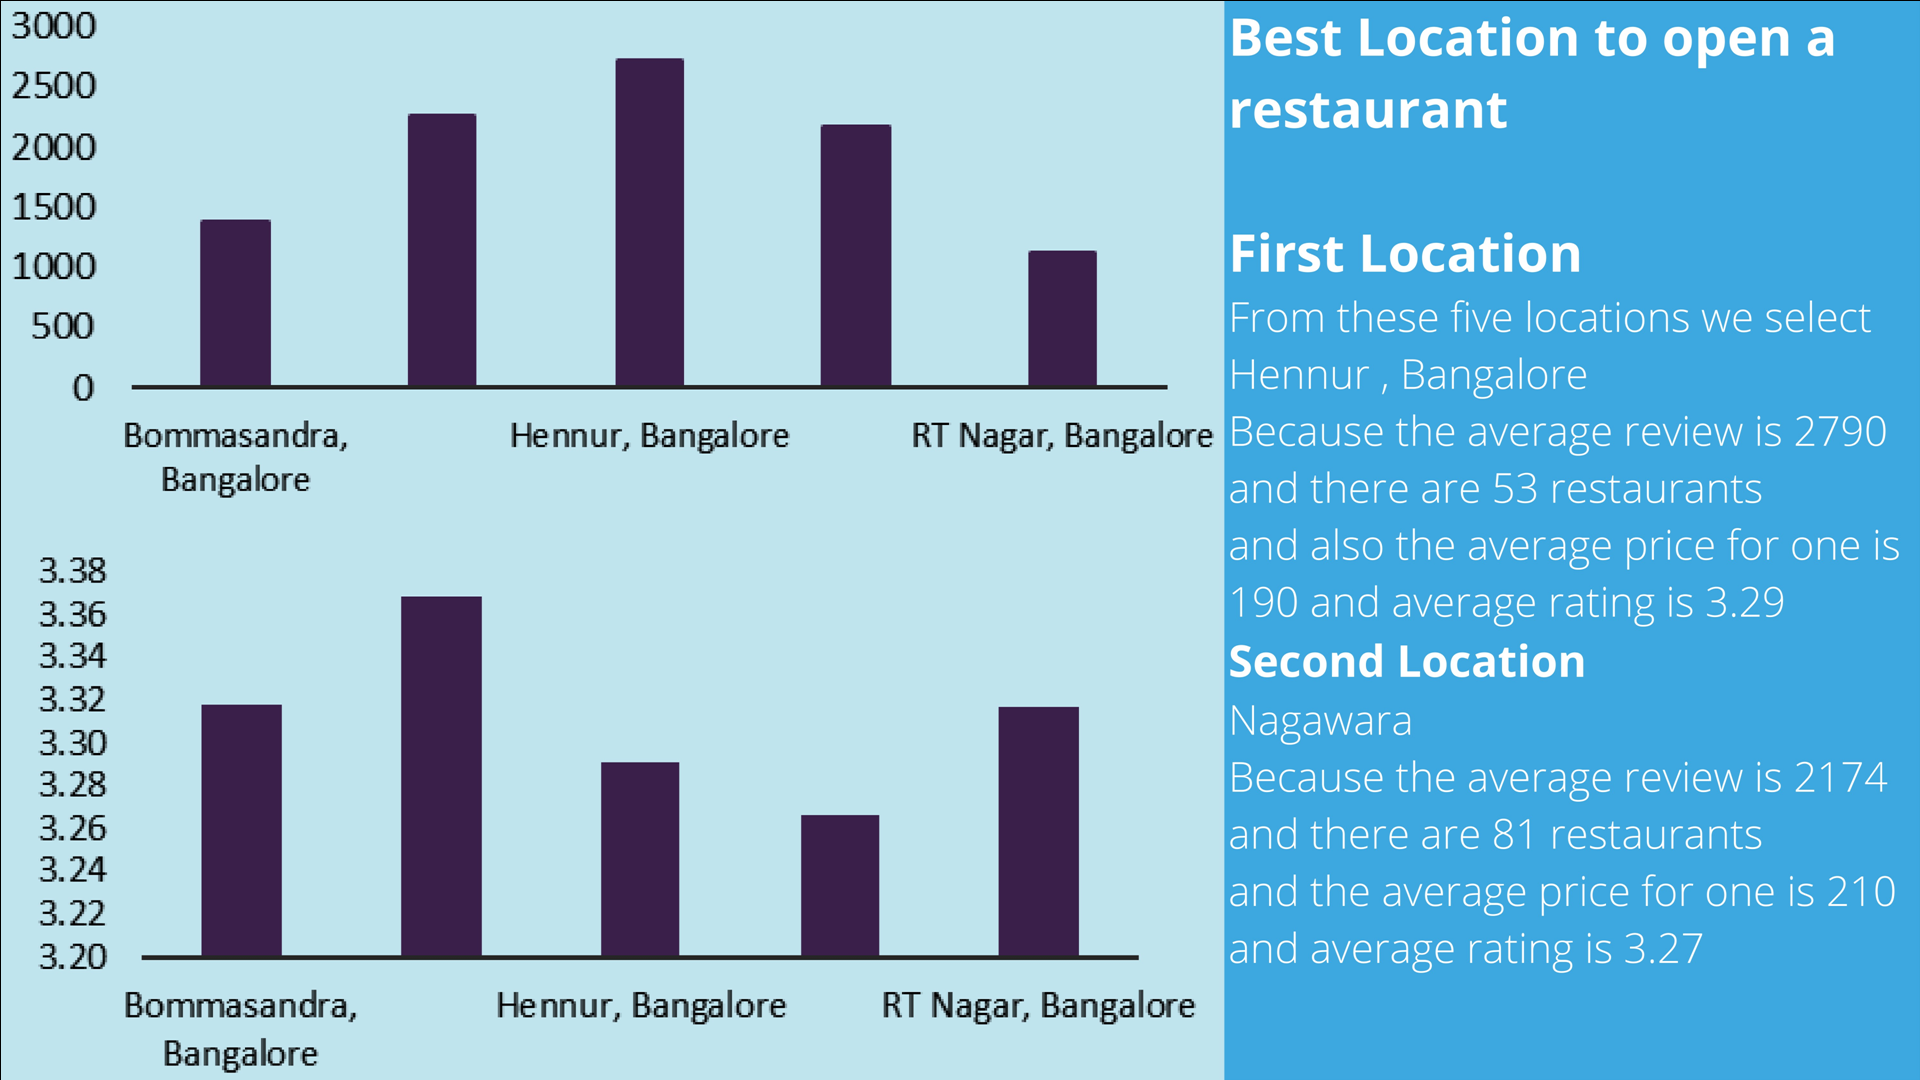 3000
2500
2000
1500
1000
500
0
Bommasandra,
Bangalore
Hennur, Bangalore
RT Nagar, Bangalore
3.38
3.36
3.34
3.32
3.30
3.28
3.26
3.24
3.22
3.20
Bommasandra,
Bangalore
Hennur, Bangalore
RT Nagar, Bangalore
Best Location to open a
restaurant
First Location
From these five locations we select
Hennur , Bangalore
Because the average review is 2790
and there are 53 restaurants
and also the average price for one is
190 and average rating is 3.29
Second Location
Nagawara
Because the average review is 2174
and there are 81 restaurants
and the average price for one is 210
and average rating is 3.27